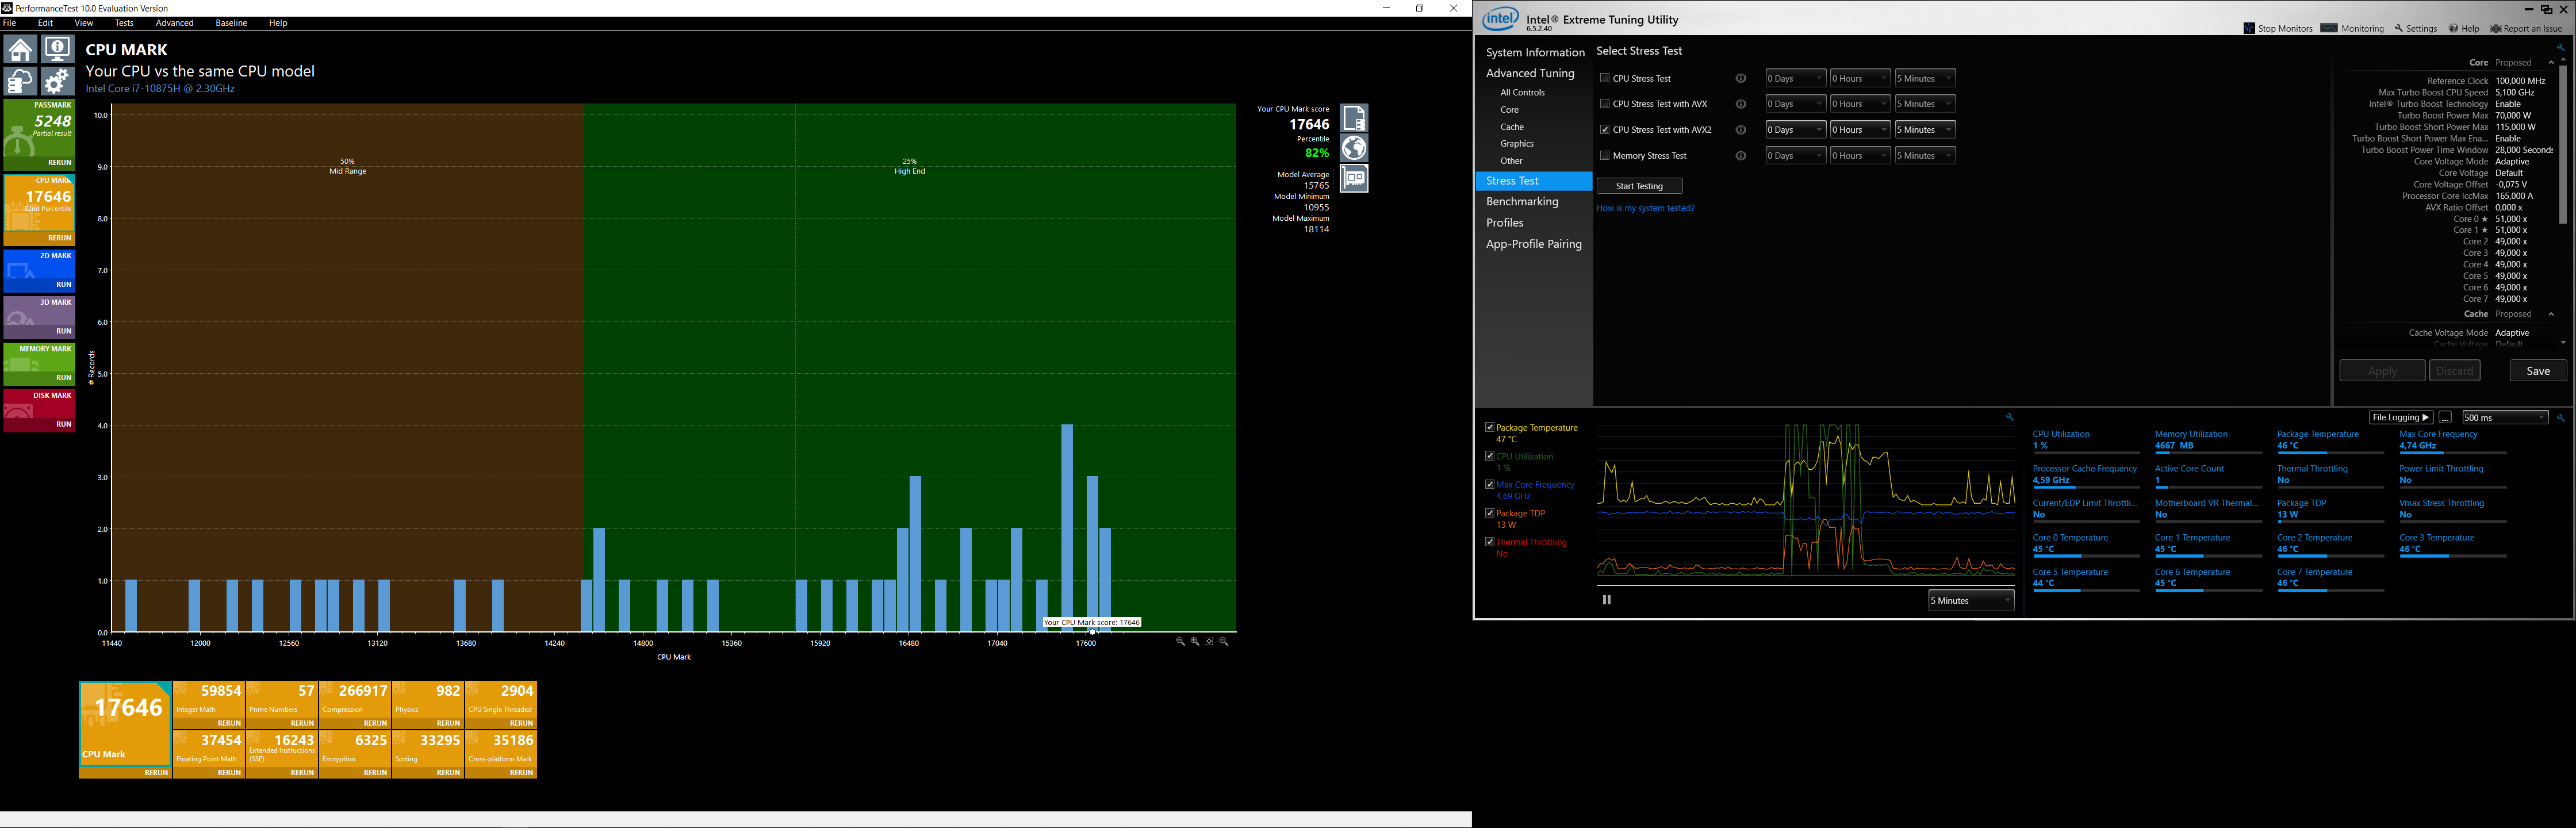 PerformanceTest 10.0 Evaluation Version
File Edit View Tests Advanced Baseline Help
CPU MARK
Your CPU vs the same CPU model
Intel Core i7-10875H @ 2.30GHz
PASSMARK
5248
Partial result
RERUN
CPU MARK
17646
82nd Percentile
RERUN
2D MARK
RUN
3D MARK
RUN
MEMORY MARK
RUN
DISK MARK
RUN
# Records
10.0
9.0
8.0
7.0
6.0
5.0
4.0
3.0
2.0
1.0
0.0
50%
Mid Range
25%
High End
Your CPU Mark score: 17646
11440 12000 12560 13120 13680 14240 14800 15360 15920 16480 17040 17600
CPU Mark
Your CPU Mark score
17646
Percentile
82%
Model Average
15765
Model Minimum
10955
Model Maximum
18114
17646
CPU Mark
RERUN
59854
Integer Math
RERUN
57
Prime Numbers
RERUN
266917
Compression
RERUN
982
Physics
RERUN
2904
CPU Single Threaded
RERUN
37454
Floating Point Math
RERUN
16243
Extended Instructions
(SSE)
RERUN
6325
Encryption
RERUN
33295
Sorting
RERUN
35186
Cross-platform Mark
RERUN
intel
Intel® Extreme Tuning Utility
6.5.2.40
Stop Monitors Monitoring Settings Help Report an Issue
System Information
Advanced Tuning
All Controls
Core
Cache
Graphics
Other
Stress Test
Benchmarking
Profiles
App-Profile Pairing
Select Stress Test
CPU Stress Test 0 Days 0 Hours 5 Minutes
CPU Stress Test with AVX 0 Days 0 Hours 5 Minutes
CPU Stress Test with AVX2 0 Days 0 Hours 5 Minutes
Memory Stress Test 0 Days 0 Hours 5 Minutes
Start Testing
How is my system tested?
Core Proposed
Reference Clock 100,000 MHz
Max Turbo Boost CPU Speed 5,100 GHz
Intel® Turbo Boost Technology Enable
Turbo Boost Power Max 70,000 W
Turbo Boost Short Power Max 115,000 W
Turbo Boost Short Power Max Ena... Enable
Turbo Boost Power Time Window 28,000 Seconds
Core Voltage Mode Adaptive
Core Voltage Default
Core Voltage Offset -0,075 V
Processor Core IccMax 165,000 A
AVX Ratio Offset 0,000 x
Core 0 ★ 51,000 x
Core 1 ★ 51,000 x
Core 2 49,000 x
Core 3 49,000 x
Core 4 49,000 x
Core 5 49,000 x
Core 6 49,000 x
Core 7 49,000 x
Cache Proposed
Cache Voltage Mode Adaptive
Cache Voltage Default
Apply Discard Save
Package Temperature
47 °C
CPU Utilization
1 %
Max Core Frequency
4,69 GHz
Package TDP
13 W
Thermal Throttling
No
5 Minutes
File Logging ... 500 ms
CPU Utilization Memory Utilization Package Temperature Max Core Frequency
1 % 4667 MB 46 °C 4,74 GHz
Processor Cache Frequency Active Core Count Thermal Throttling Power Limit Throttling
4,59 GHz 1 No No
Current/EDP Limit Throttli... Motherboard VR Thermal... Package TDP Vmax Stress Throttling
No No 13 W No
Core 0 Temperature Core 1 Temperature Core 2 Temperature Core 3 Temperature
45 °C 45 °C 46 °C 46 °C
Core 5 Temperature Core 6 Temperature Core 7 Temperature
44 °C 45 °C 46 °C